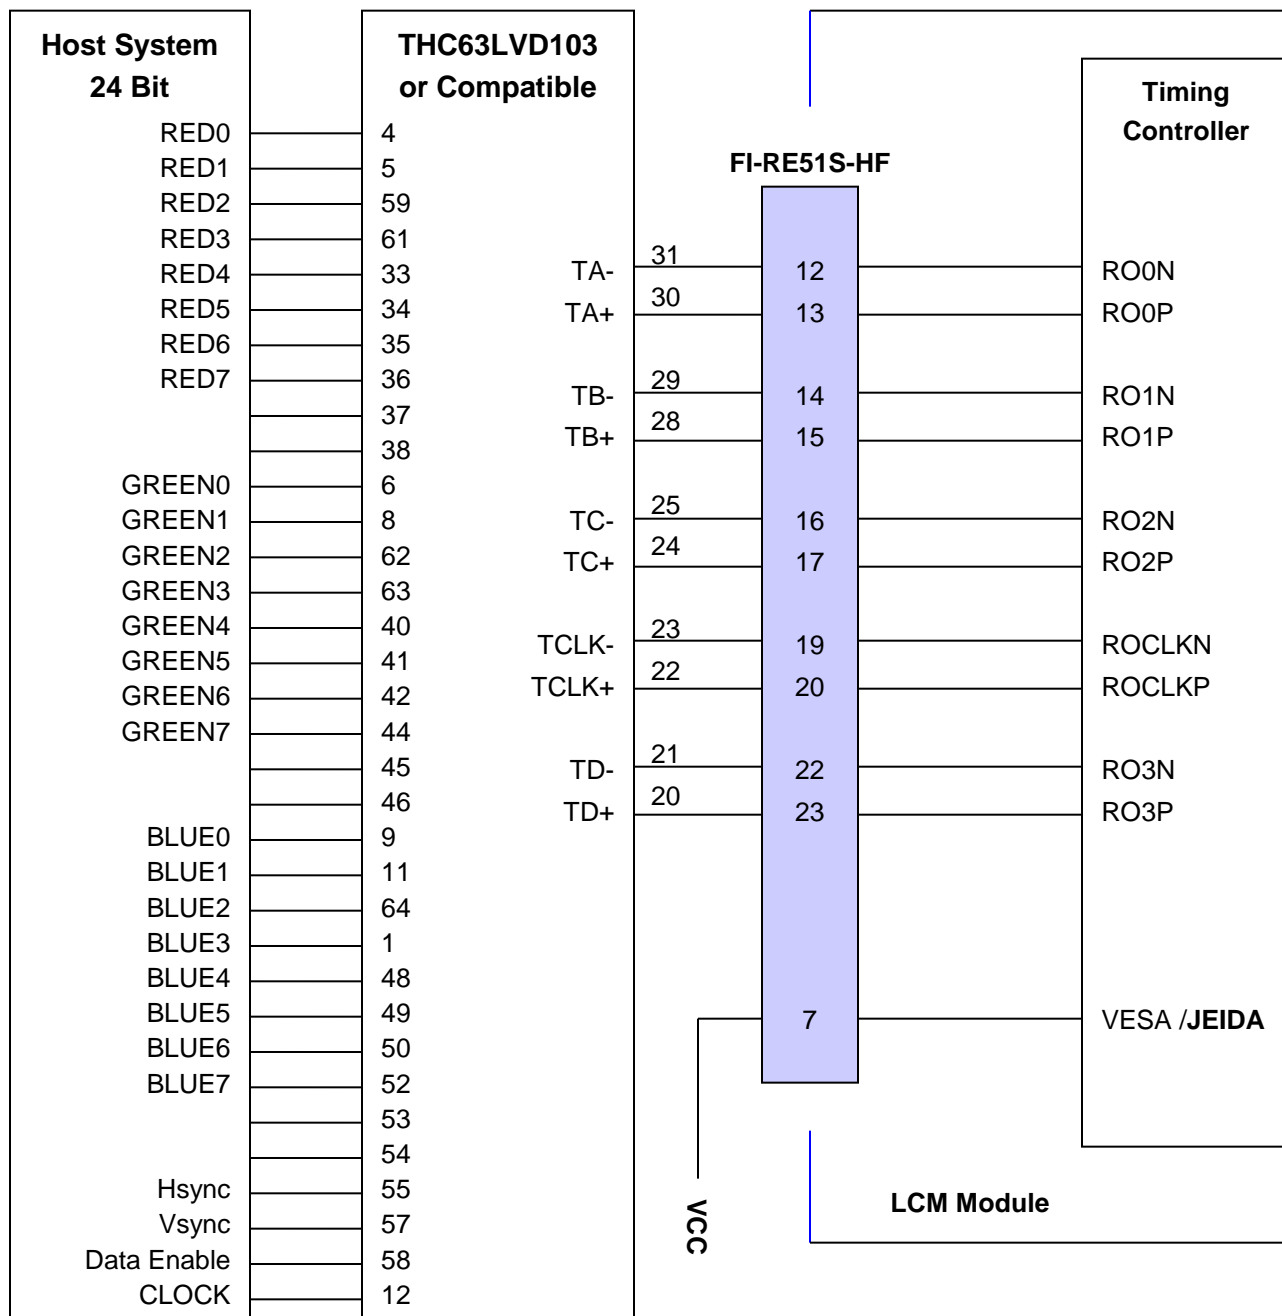 Host System
24 Bit
THC63LVD103
or Compatible
Timing
Controller
FI-RE51S-HF
RED0 4
RED1 5
RED2 59
RED3 61
RED4 33
RED5 34
RED6 35
RED7 36
37
38
GREEN0 6
GREEN1 8
GREEN2 62
GREEN3 63
GREEN4 40
GREEN5 41
GREEN6 42
GREEN7 44
45
46
BLUE0 9
BLUE1 11
BLUE2 64
BLUE3 1
BLUE4 48
BLUE5 49
BLUE6 50
BLUE7 52
53
54
Hsync 55
Vsync 57
Data Enable 58
CLOCK 12
TA- 31 12 RO0N
TA+ 30 13 RO0P
TB- 29 14 RO1N
TB+ 28 15 RO1P
TC- 25 16 RO2N
TC+ 24 17 RO2P
TCLK- 23 19 ROCLKN
TCLK+ 22 20 ROCLKP
TD- 21 22 RO3N
TD+ 20 23 RO3P
7 VESA /JEIDA
VCC
LCM Module